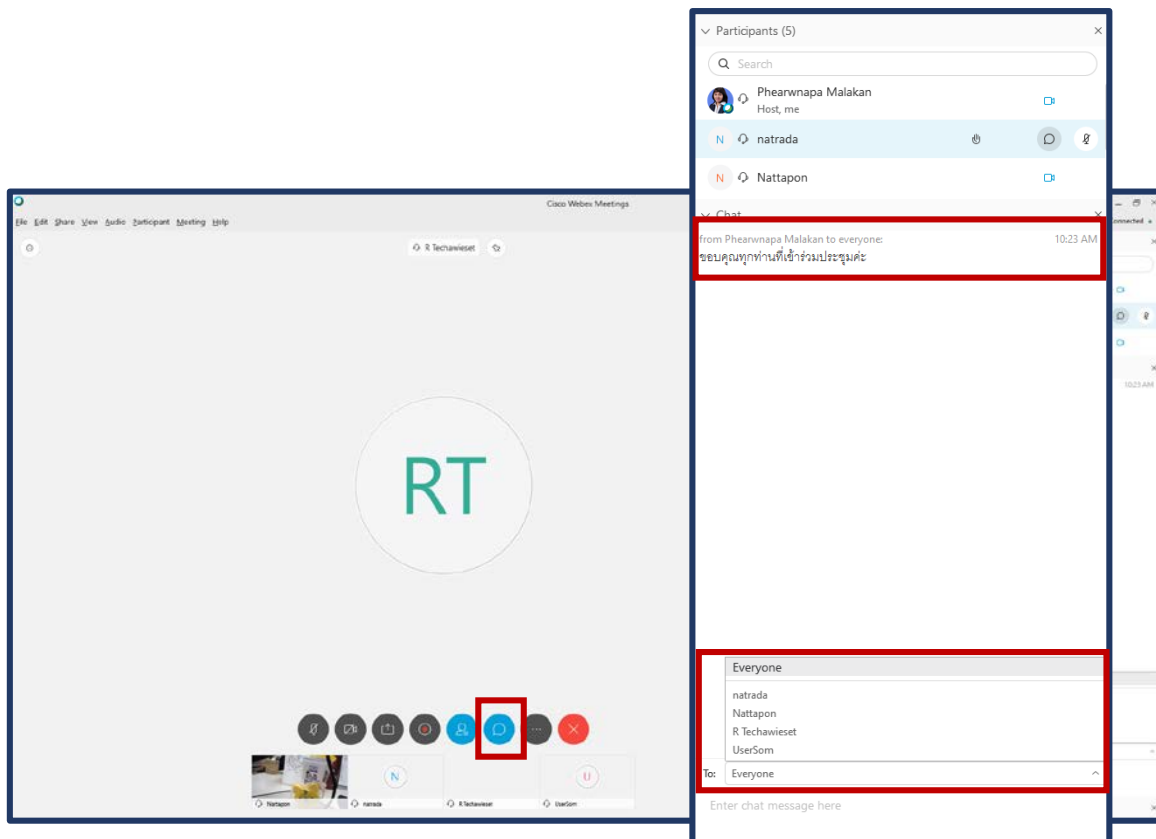 Cisco Webex Meetings
File Edit Share View Audio Participant Meeting Help
R Techawieset
RT
Nattapon
N
natrada
R Techawieset
U
UserSom
Participants (5)
Search
Phearwnapa Malakan
Host, me
N natrada
N Nattapon
Chat
from Phearwnapa Malakan to everyone: 10:23 AM
ขอบคุณทุกท่านที่เข้าร่วมประชุมค่ะ
Everyone
natrada
Nattapon
R Techawieset
UserSom
To: Everyone
Enter chat message here
10:23 AM